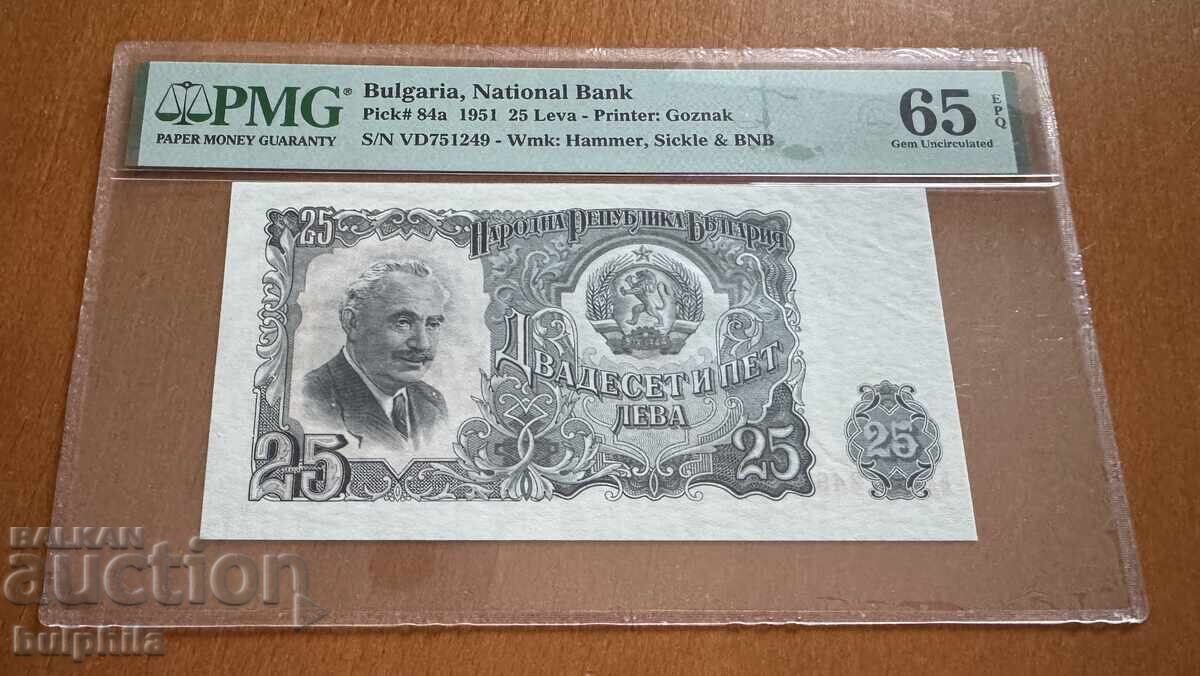 PMG®
PAPER MONEY GUARANTY
Bulgaria, National Bank
Pick# 84a 1951 25 Leva - Printer: Goznak
S/N VD751249 - Wmk: Hammer, Sickle & BNB
65 EPQ
Gem Uncirculated
25
НАРОДНА РЕПУБЛИКА БЪЛГАРИЯ
ДВАДЕСЕТ И ПЕТ
ЛЕВА
25
25
25
BALKAN
auction
bulphila